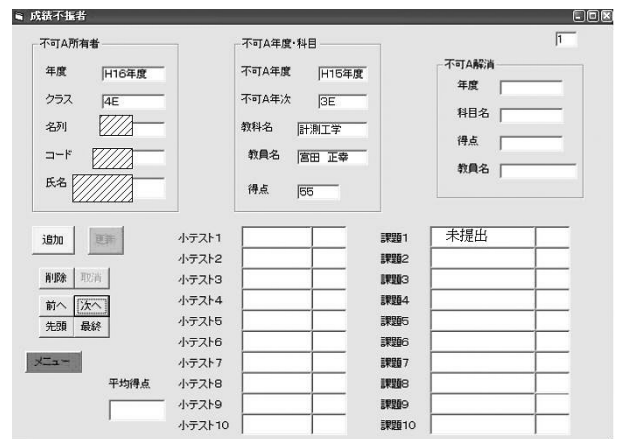 成績不振者
1
不可A所有者
年度 H16年度
クラス 4E
名列
コード
氏名
不可A年度・科目
不可A年度 H15年度
不可A年次 3E
教科名 計測工学
教員名 宮田 正幸
得点 55
不可A解消
年度
科目名
得点
教員名
追加 更新
削除 取消
前へ 次へ
先頭 最終
メニュー
平均得点
小テスト1 課題1 未提出
小テスト2 課題2
小テスト3 課題3
小テスト4 課題4
小テスト5 課題5
小テスト6 課題6
小テスト7 課題7
小テスト8 課題8
小テスト9 課題9
小テスト10 課題10